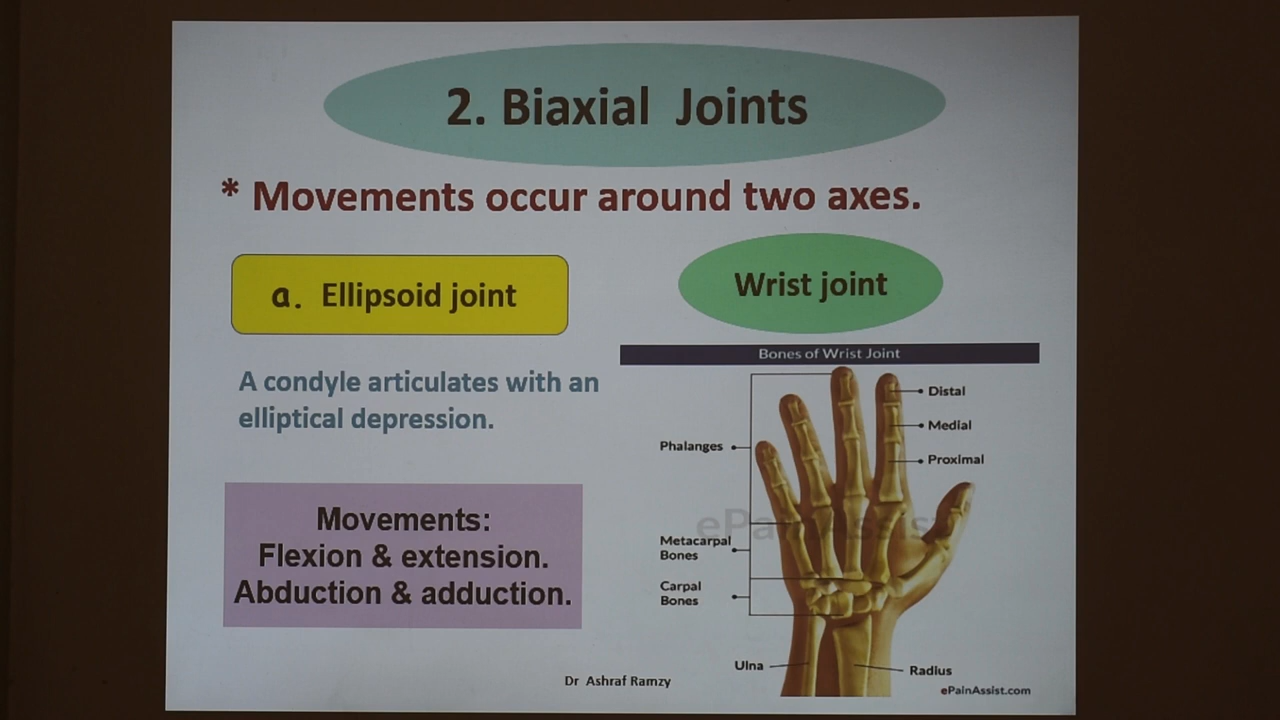 2. Biaxial Joints
* Movements occur around two axes.
a. Ellipsoid joint
Wrist joint
A condyle articulates with an
elliptical depression.
Movements:
Flexion & extension.
Abduction & adduction.
Bones of Wrist Joint
Distal
Medial
Proximal
Phalanges
ePainAssist
Metacarpal
Bones
Carpal
Bones
Ulna
Radius
ePainAssist.com
Dr Ashraf Ramzy